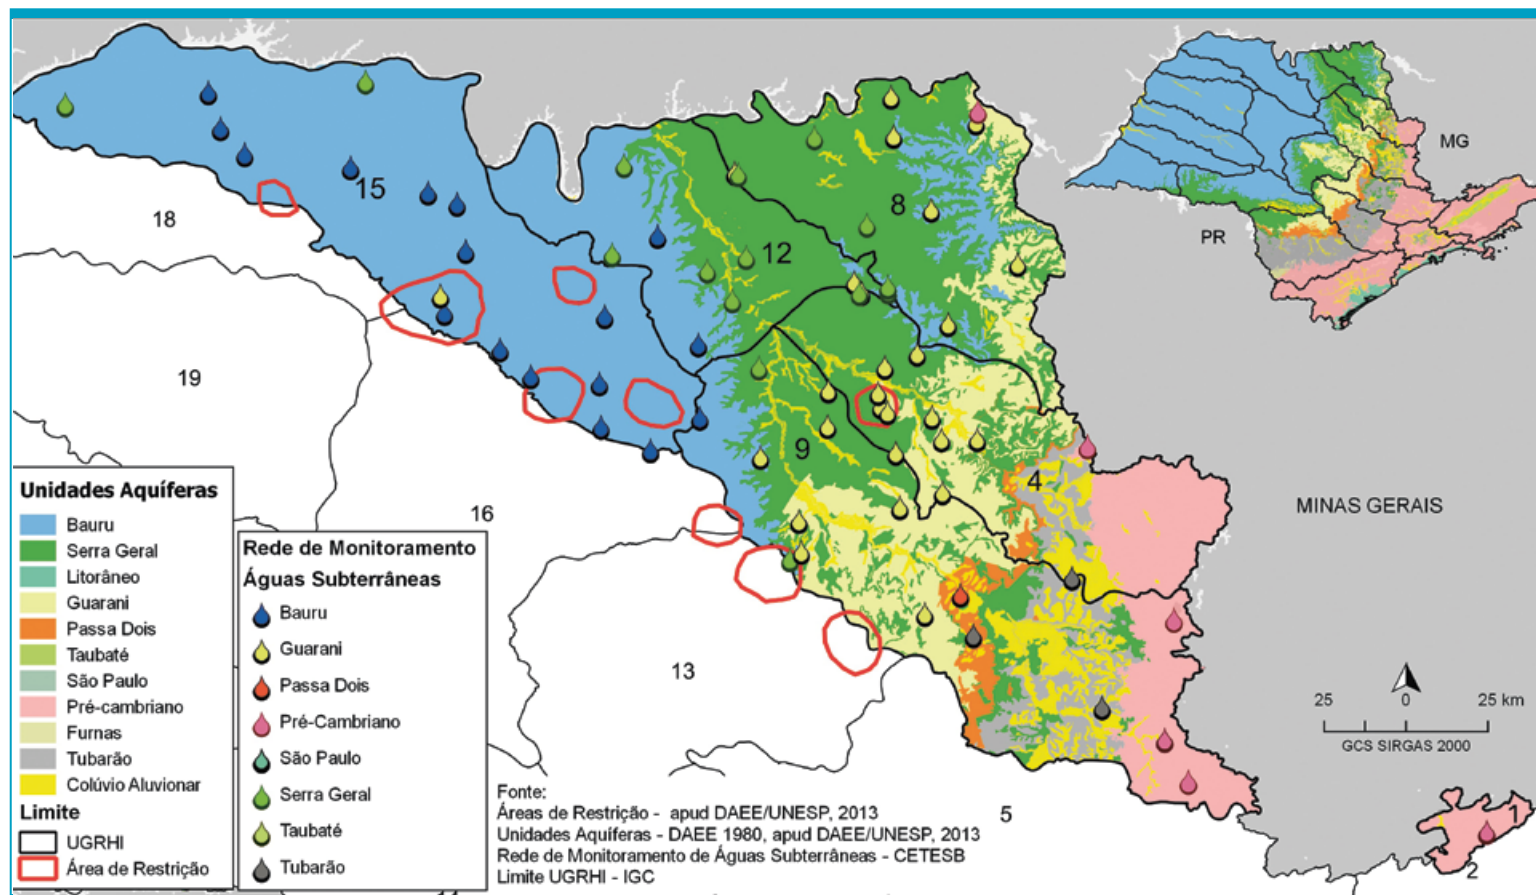 MG
PR
15
18
8
12
19
9
4
16
MINAS GERAIS
13
5
1
2
25 0 25 km
GCS SIRGAS 2000
Unidades Aquíferas
Bauru
Serra Geral
Litorâneo
Guarani
Passa Dois
Taubaté
São Paulo
Pré-cambriano
Furnas
Tubarão
Colúvio Aluvionar
Limite
UGRHI
Área de Restrição
Rede de Monitoramento
Águas Subterrâneas
Bauru
Guarani
Passa Dois
Pré-Cambriano
São Paulo
Serra Geral
Taubaté
Tubarão
Fonte:
Áreas de Restrição - apud DAEE/UNESP, 2013
Unidades Aquíferas - DAEE 1980, apud DAEE/UNESP, 2013
Rede de Monitoramento de Águas Subterrâneas - CETESB
Limite UGRHI - IGC